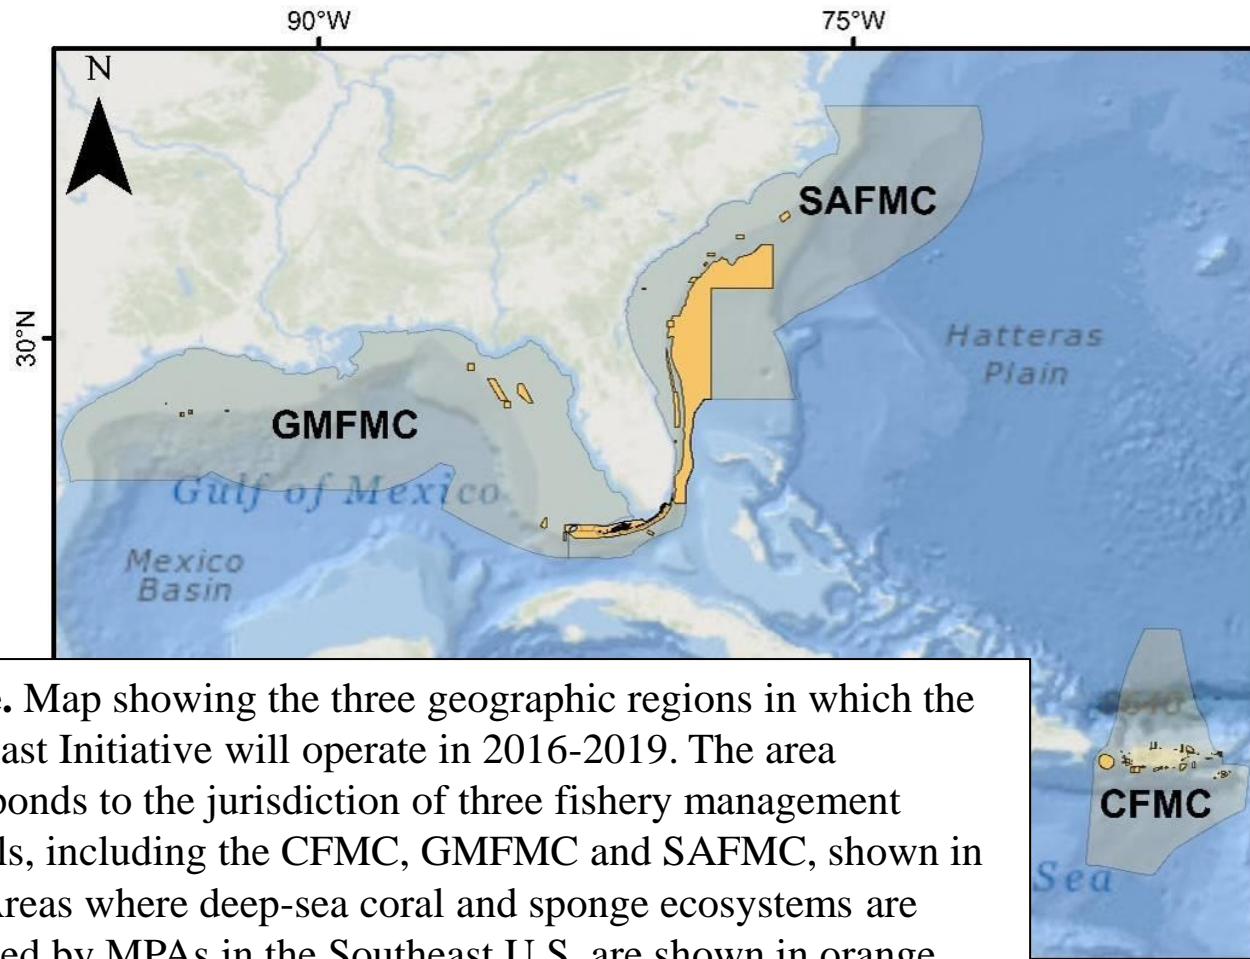 90°W 75°W
N
SAFMC
30°N
Hatteras
Plain
GMFMC
Gulf of Mexico
Mexico
Basin
. Map showing the three geographic regions in which the
ast Initiative will operate in 2016-2019. The area
ponds to the jurisdiction of three fishery management
ls, including the CFMC, GMFMC and SAFMC, shown in
reas where deep-sea coral and sponge ecosystems are
ed by MPAs in the Southeast U.S. are shown in orange
CFMC
Sea